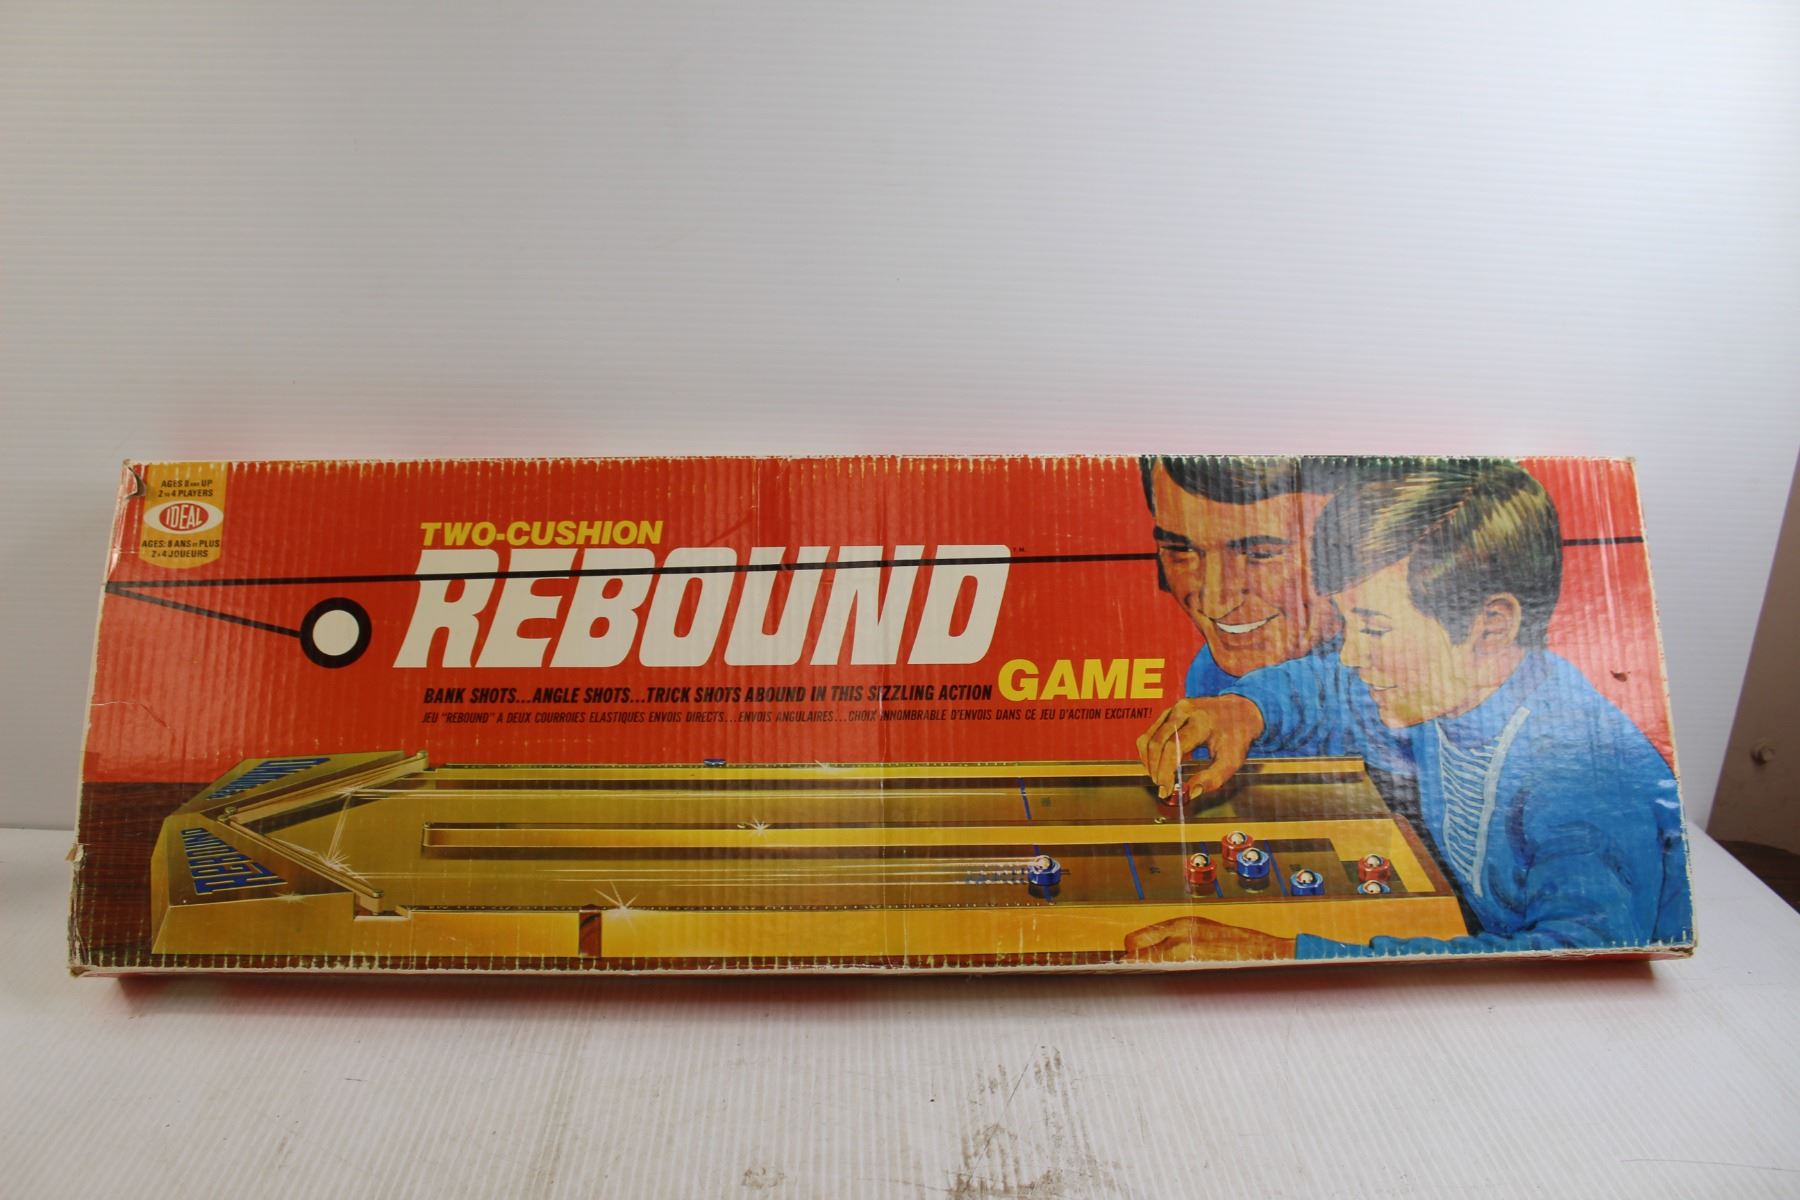 AGES 8 AND UP
2 TO 4 PLAYERS
IDEAL
AGES: 8 ANS ET PLUS
2 • 4 JOUEURS
TWO-CUSHION
REBOUND
T.M.
GAME
BANK SHOTS...ANGLE SHOTS...TRICK SHOTS ABOUND IN THIS SIZZLING ACTION
JEU "REBOUND" A DEUX COURROIES ELASTIQUES ENVOIS DIRECTS...ENVOIS ANGULAIRES...CHOIX INNOMBRABLE D'ENVOIS DANS CE JEU D'ACTION EXCITANT!
REBOUND
REBOUND